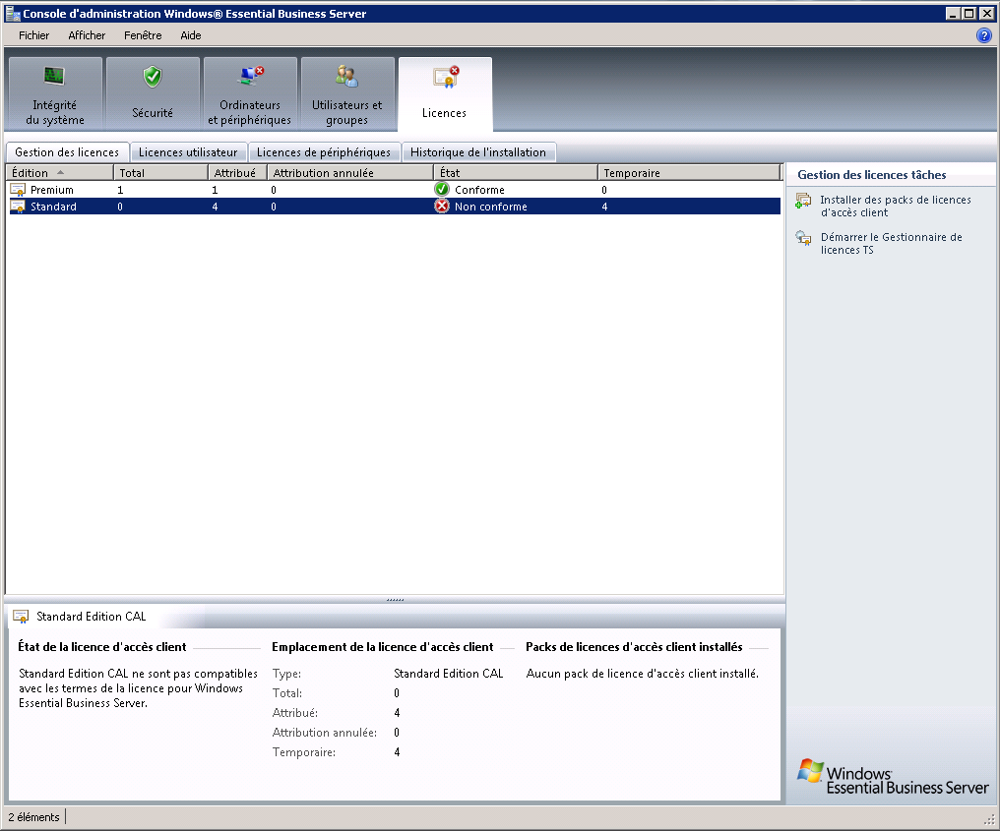 Console d'administration Windows® Essential Business Server
Fichier Afficher Fenêtre Aide
Intégrité
du système
Sécurité
Ordinateurs
et périphériques
Utilisateurs et
groupes
Licences
Gestion des licences Licences utilisateur Licences de périphériques Historique de l'installation
Édition Total Attribué Attribution annulée État Temporaire
Premium 1 1 0 Conforme 0
Standard 0 4 0 Non conforme 4
Gestion des licences tâches
Installer des packs de licences
d'accès client
Démarrer le Gestionnaire de
licences TS
Standard Edition CAL
État de la licence d'accès client
Standard Edition CAL ne sont pas compatibles
avec les termes de la licence pour Windows
Essential Business Server.
Emplacement de la licence d'accès client
Type: Standard Edition CAL
Total: 0
Attribué: 4
Attribution annulée: 0
Temporaire: 4
Packs de licences d'accès client installés
Aucun pack de licence d'accès client installé.
Windows
Essential Business Server
2 éléments